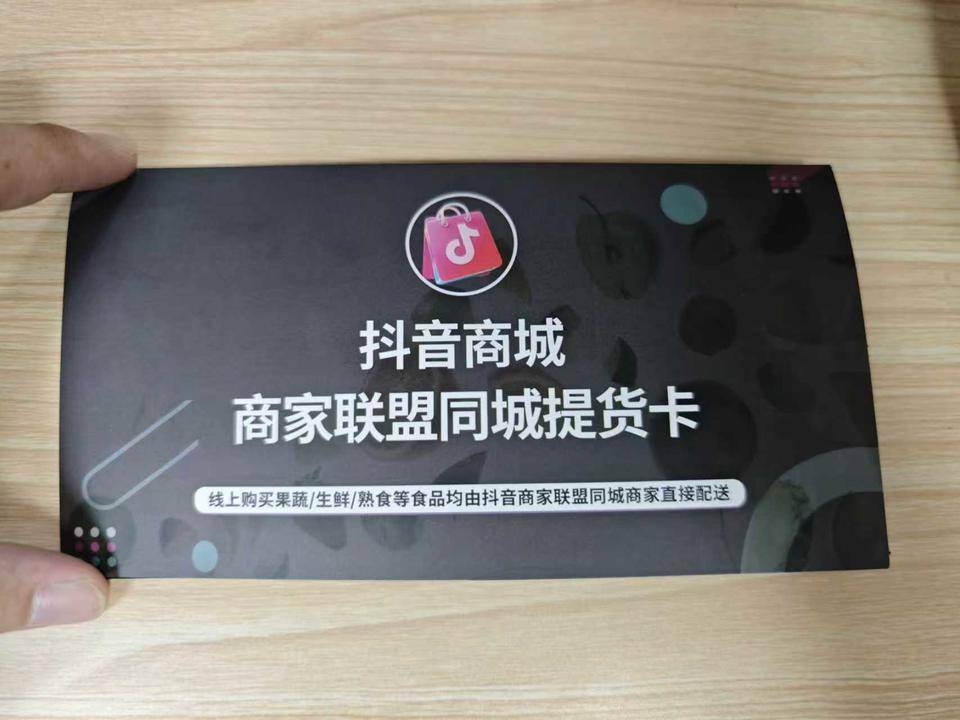 抖音商城
商家联盟同城提货卡
线上购买果蔬/生鲜/熟食等食品均由抖音商家联盟同城商家直接配送